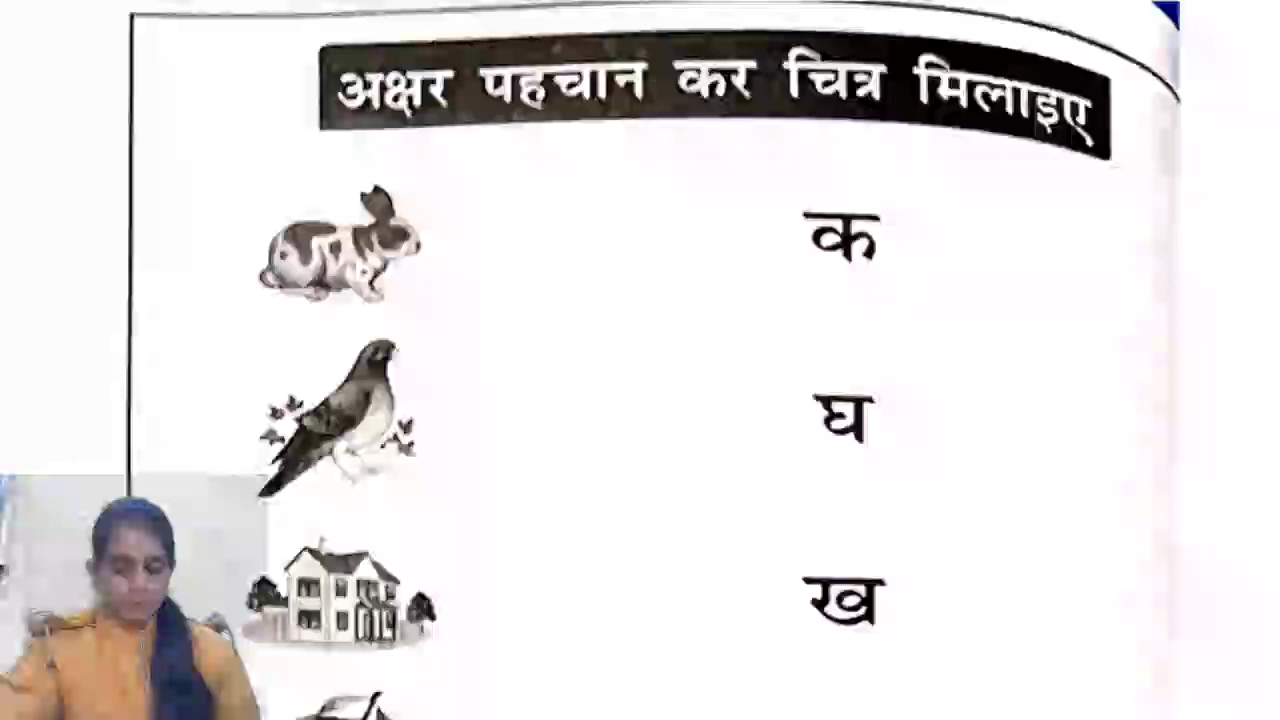 अक्षर पहचान कर चित्र मिलाइए
क
घ
ख